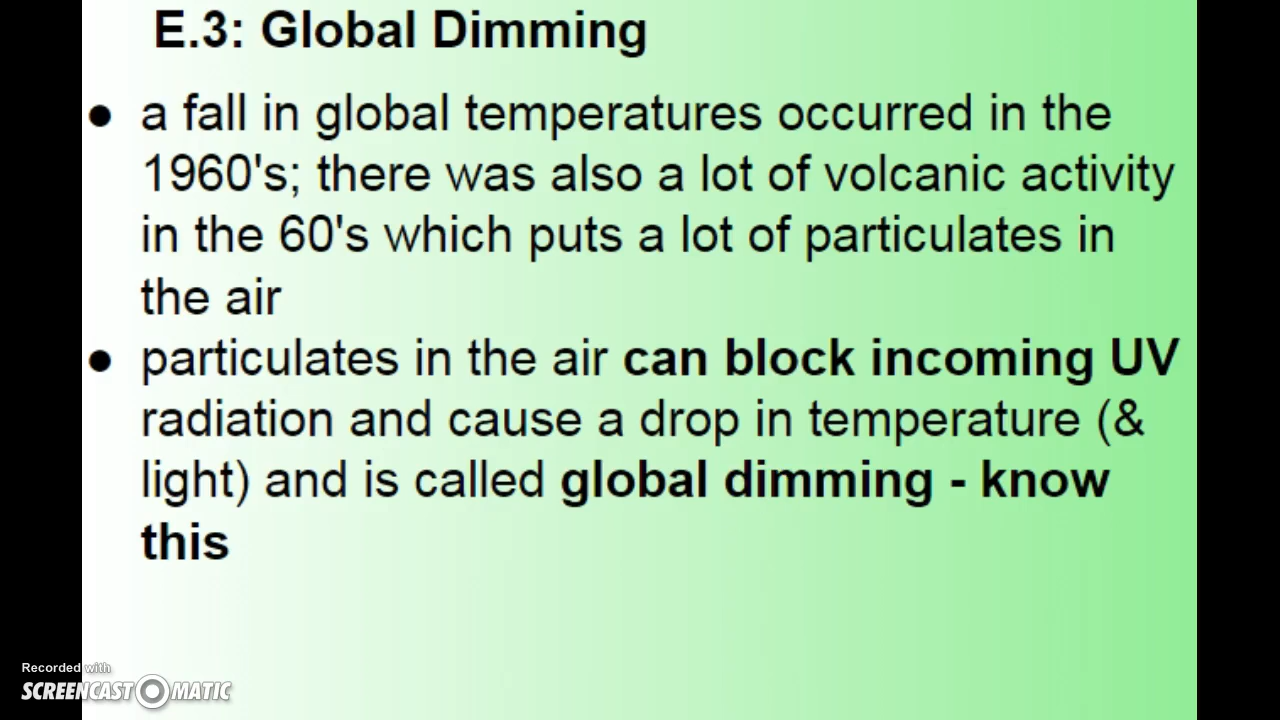 E.3: Global Dimming
● a fall in global temperatures occurred in the
1960's; there was also a lot of volcanic activity
in the 60's which puts a lot of particulates in
the air
● particulates in the air can block incoming UV
radiation and cause a drop in temperature (&
light) and is called global dimming - know
this
Recorded with
SCREENCAST-O-MATIC